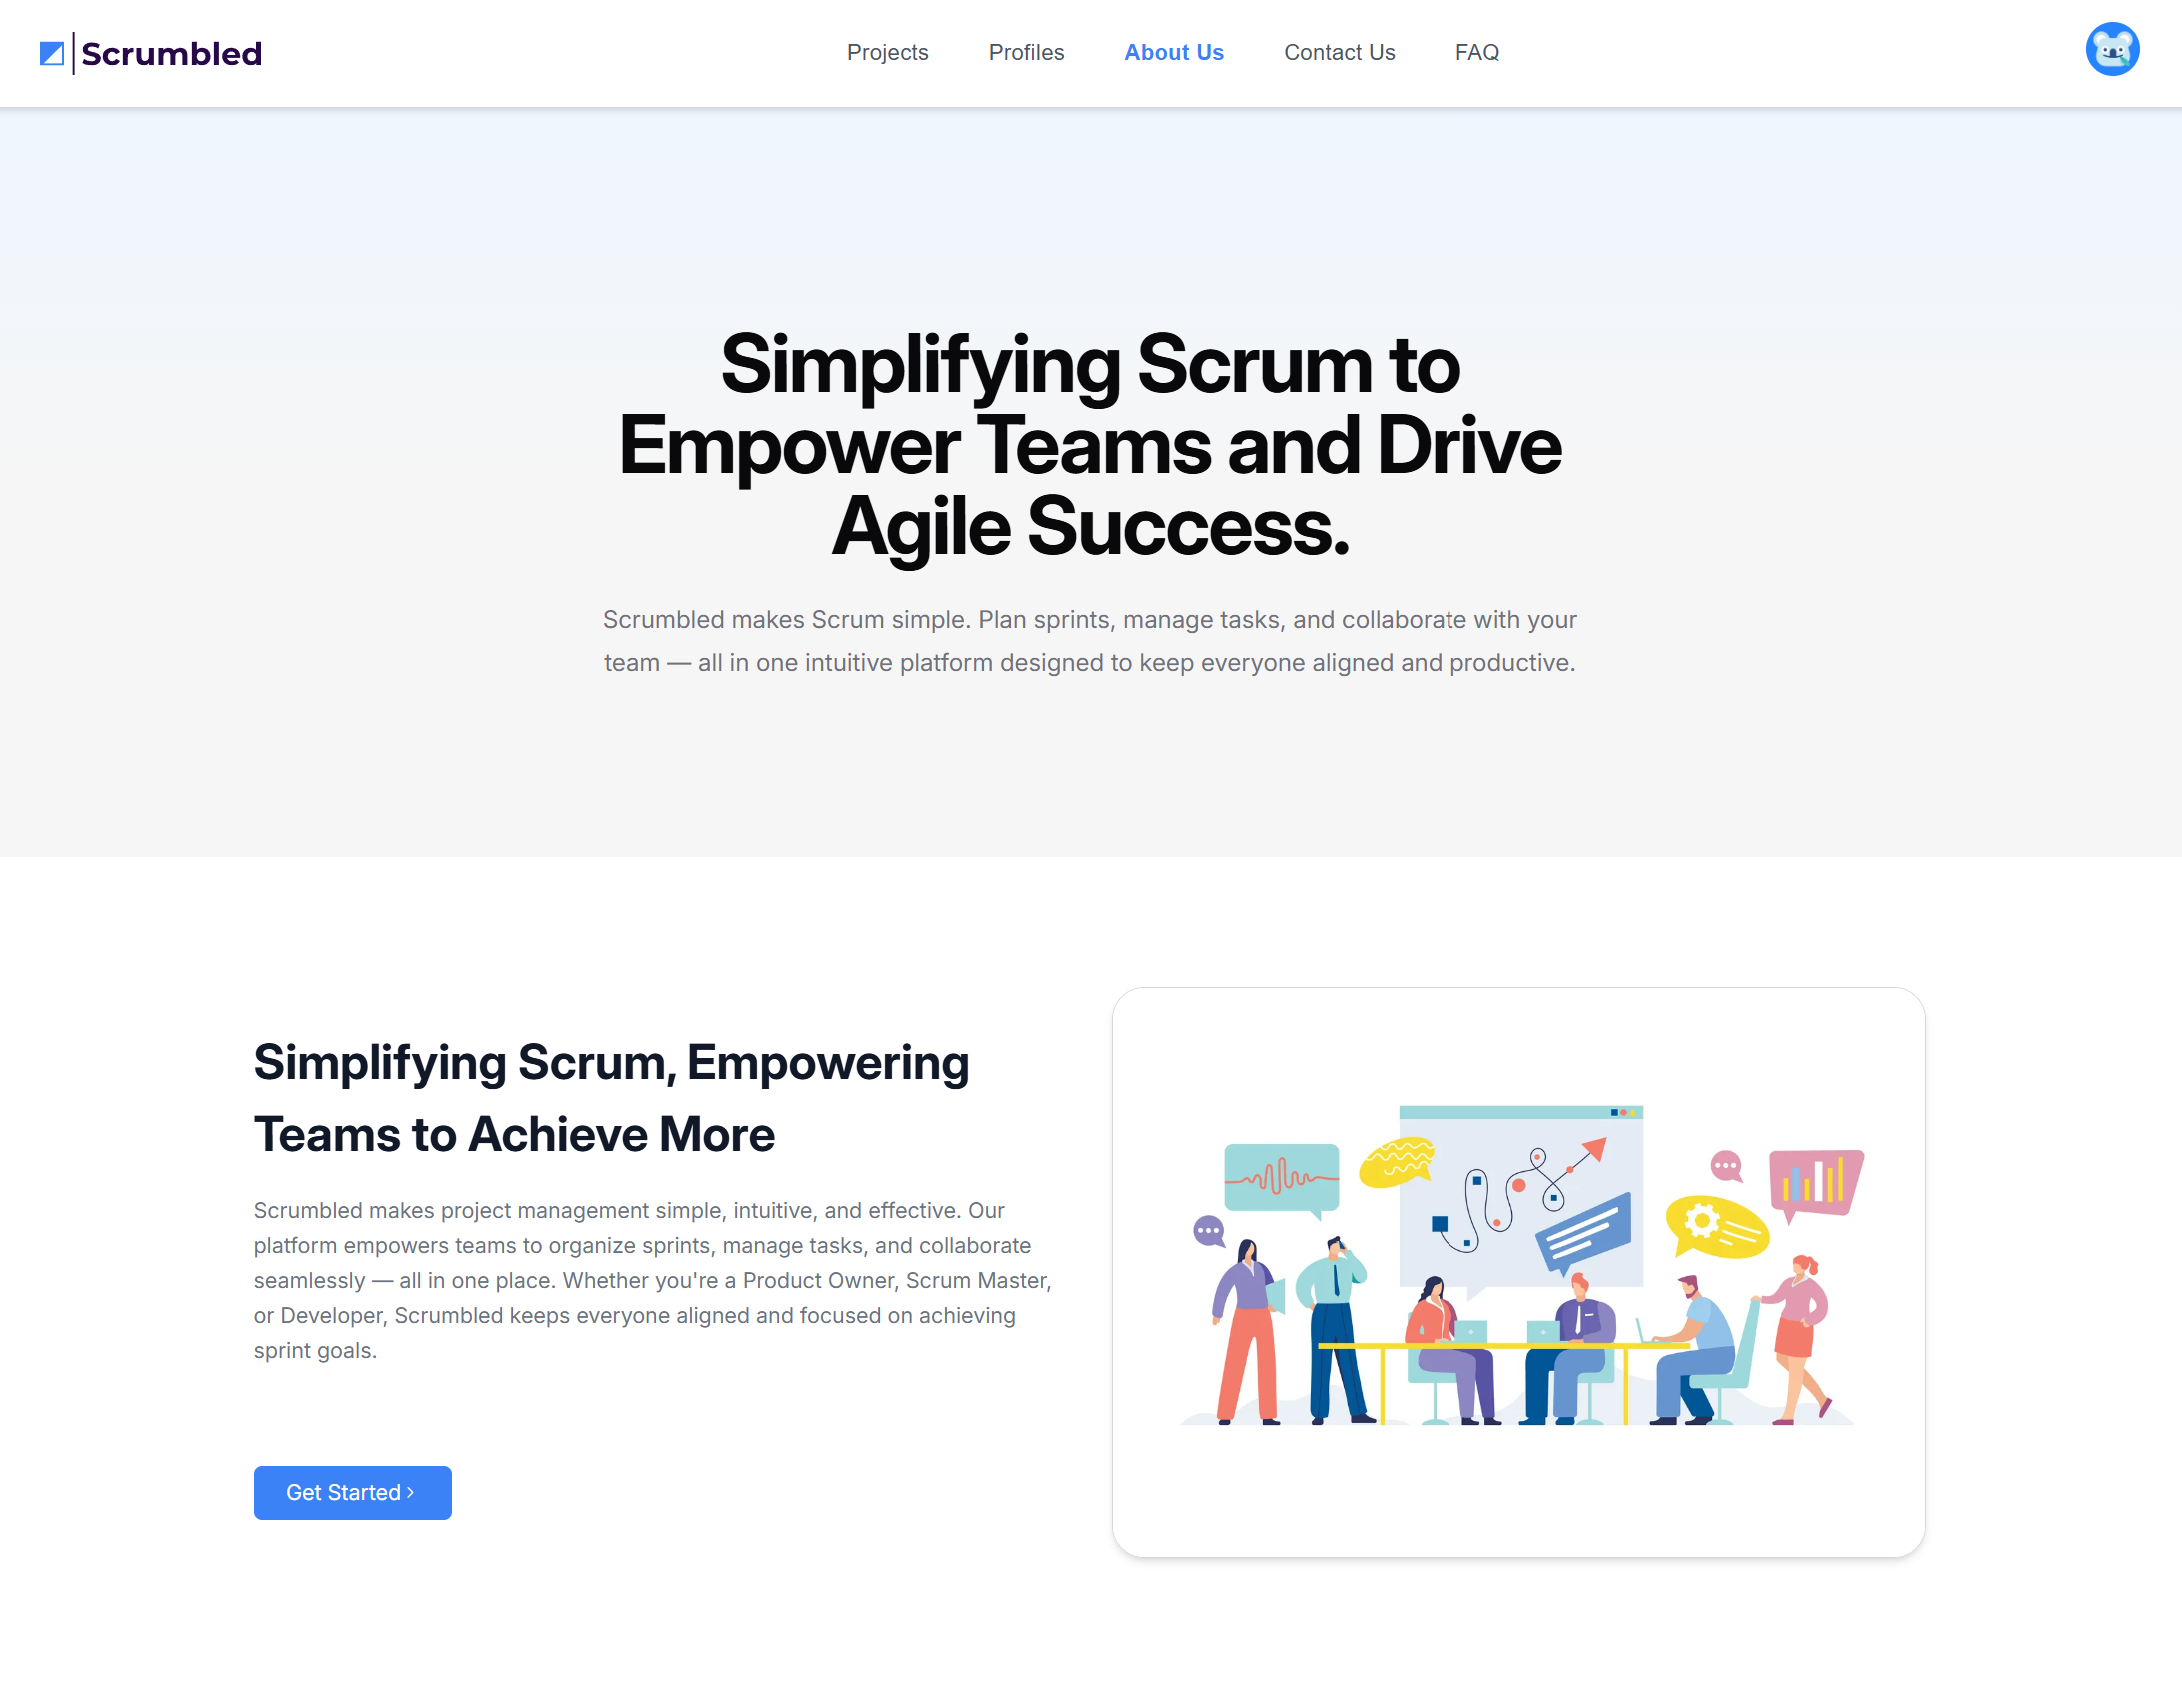 Scrumbled
Projects
Profiles
About Us
Contact Us
FAQ
Simplifying Scrum to
Empower Teams and Drive
Agile Success.
Scrumbled makes Scrum simple. Plan sprints, manage tasks, and collaborate with your
team — all in one intuitive platform designed to keep everyone aligned and productive.
Simplifying Scrum, Empowering
Teams to Achieve More
Scrumbled makes project management simple, intuitive, and effective. Our
platform empowers teams to organize sprints, manage tasks, and collaborate
seamlessly — all in one place. Whether you're a Product Owner, Scrum Master,
or Developer, Scrumbled keeps everyone aligned and focused on achieving
sprint goals.
Get Started